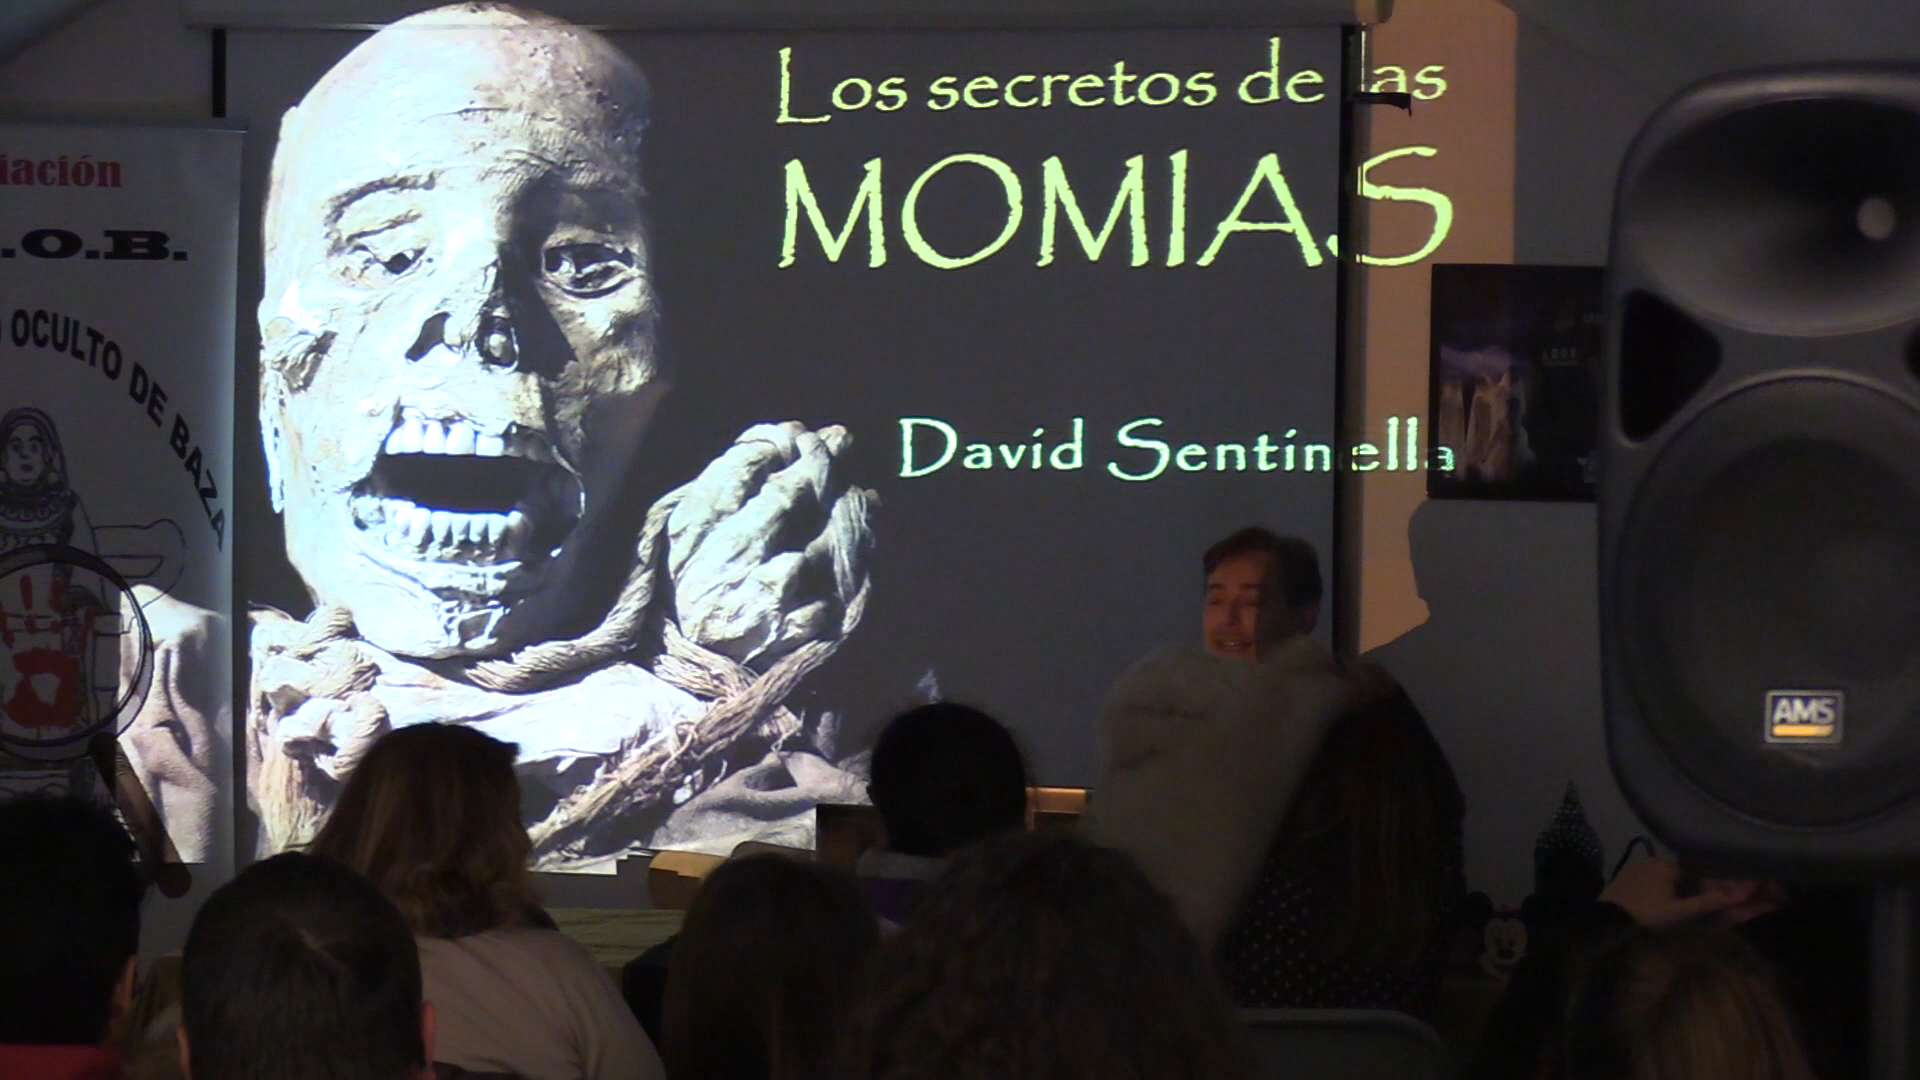 Los secretos de las
MOMIAS
David Sentinella
iación
.O.B.
OCULTO DE BAZA
AMS